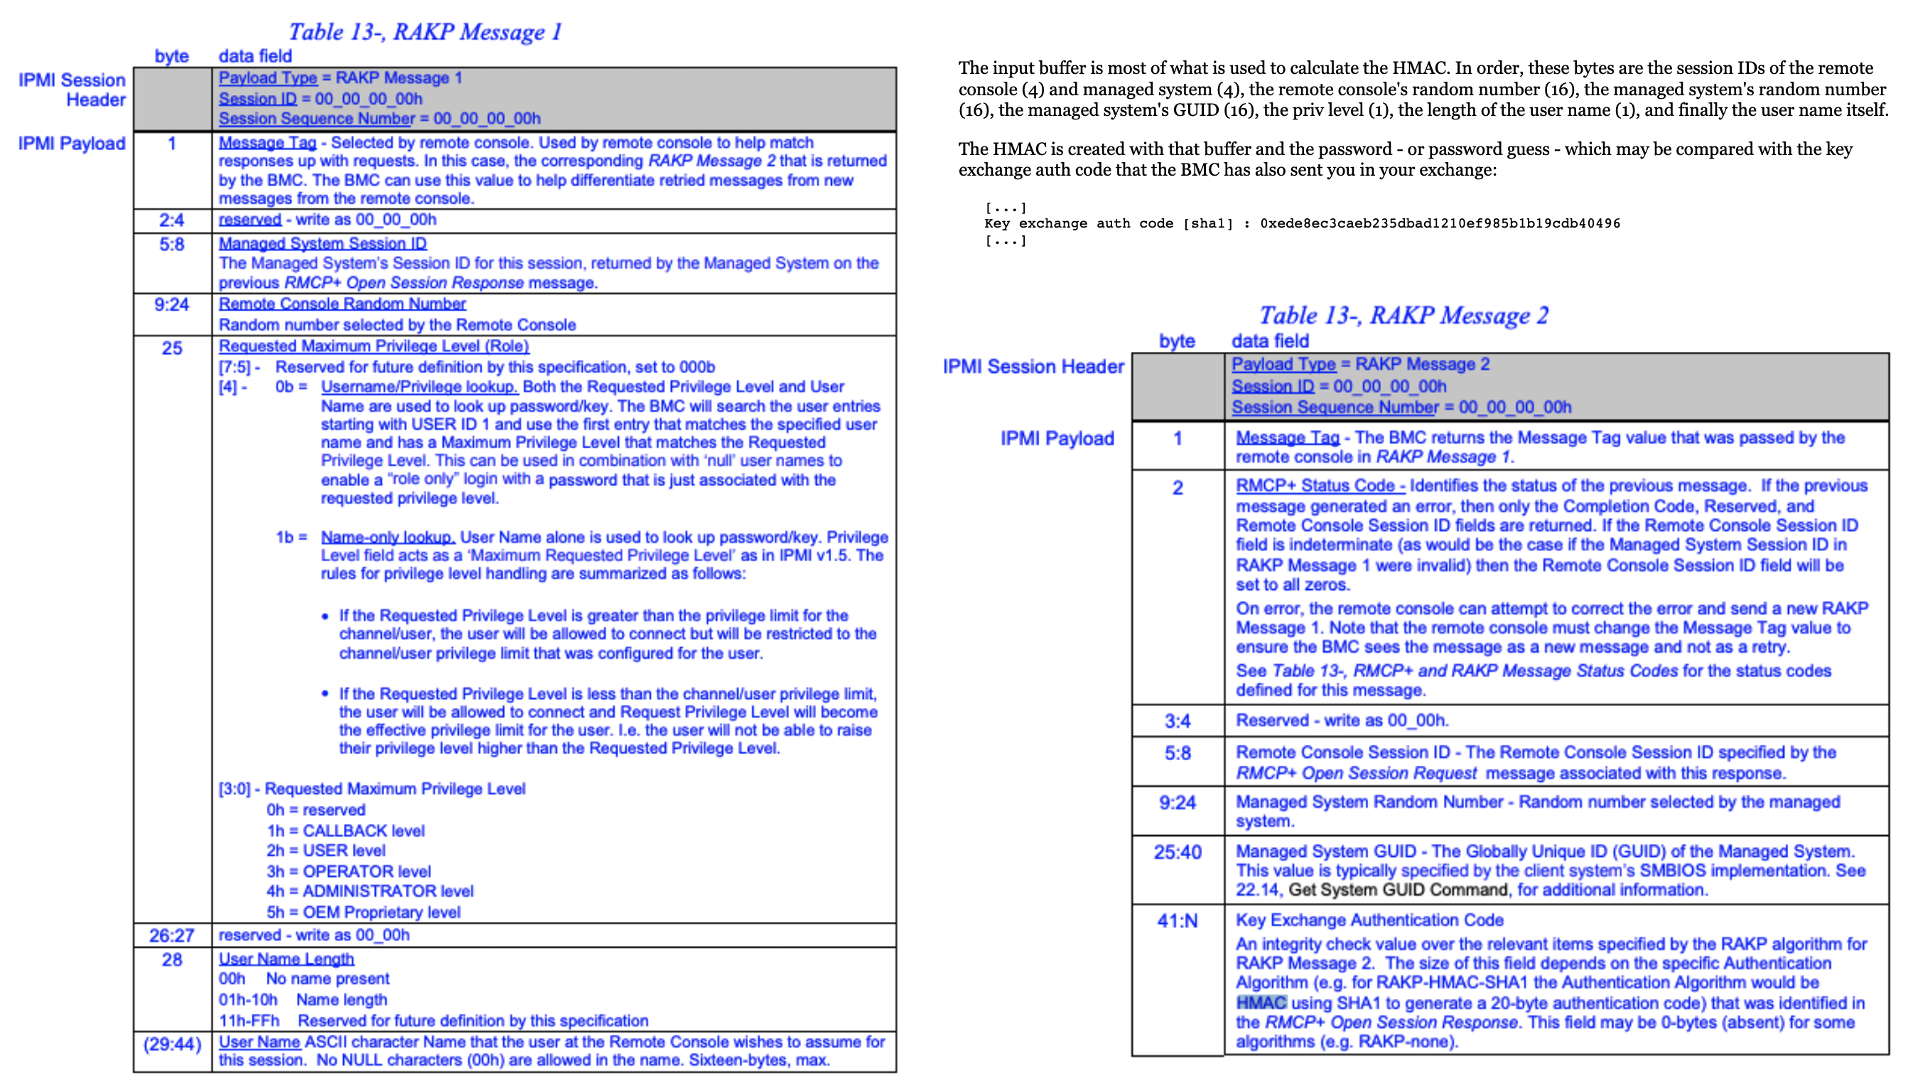 Table 13-, RAKP Message 1
byte data field
IPMI Session Header
Payload Type = RAKP Message 1
Session ID = 00_00_00_00h
Session Sequence Number = 00_00_00_00h
IPMI Payload
1 Message Tag - Selected by remote console. Used by remote console to help match
responses up with requests. In this case, the corresponding RAKP Message 2 that is returned
by the BMC. The BMC can use this value to help differentiate retried messages from new
messages from the remote console.
2:4 reserved - write as 00_00_00h
5:8 Managed System Session ID
The Managed System's Session ID for this session, returned by the Managed System on the
previous RMCP+ Open Session Response message.
9:24 Remote Console Random Number
Random number selected by the Remote Console
25 Requested Maximum Privilege Level (Role)
[7:5] - Reserved for future definition by this specification, set to 000b
[4] - 0b = Username/Privilege lookup. Both the Requested Privilege Level and User
Name are used to look up password/key. The BMC will search the user entries
starting with USER ID 1 and use the first entry that matches the specified user
name and has a Maximum Privilege Level that matches the Requested
Privilege Level. This can be used in combination with 'null' user names to
enable a "role only" login with a password that is just associated with the
requested privilege level.
1b = Name-only lookup. User Name alone is used to look up password/key. Privilege
Level field acts as a 'Maximum Requested Privilege Level' as in IPMI v1.5. The
rules for privilege level handling are summarized as follows:
• If the Requested Privilege Level is greater than the privilege limit for the
channel/user, the user will be allowed to connect but will be restricted to the
channel/user privilege limit that was configured for the user.
• If the Requested Privilege Level is less than the channel/user privilege limit,
the user will be allowed to connect and Request Privilege Level will become
the effective privilege limit for the user. I.e. the user will not be able to raise
their privilege level higher than the Requested Privilege Level.
[3:0] - Requested Maximum Privilege Level
0h = reserved
1h = CALLBACK level
2h = USER level
3h = OPERATOR level
4h = ADMINISTRATOR level
5h = OEM Proprietary level
26:27 reserved - write as 00_00h
28 User Name Length
00h No name present
01h-10h Name length
11h-FFh Reserved for future definition by this specification
(29:44) User Name ASCII character Name that the user at the Remote Console wishes to assume for
this session. No NULL characters (00h) are allowed in the name. Sixteen-bytes, max.
The input buffer is most of what is used to calculate the HMAC. In order, these bytes are the session IDs of the remote
console (4) and managed system (4), the remote console's random number (16), the managed system's random number
(16), the managed system's GUID (16), the priv level (1), the length of the user name (1), and finally the user name itself.
The HMAC is created with that buffer and the password - or password guess - which may be compared with the key
exchange auth code that the BMC has also sent you in your exchange:
[...]
Key exchange auth code [sha1] : 0xede8ec3caeb235dbad1210ef985b1b19cdb40496
[...]
Table 13-, RAKP Message 2
byte data field
IPMI Session Header
Payload Type = RAKP Message 2
Session ID = 00_00_00_00h
Session Sequence Number = 00_00_00_00h
IPMI Payload
1 Message Tag - The BMC returns the Message Tag value that was passed by the
remote console in RAKP Message 1.
2 RMCP+ Status Code - Identifies the status of the previous message. If the previous
message generated an error, then only the Completion Code, Reserved, and
Remote Console Session ID fields are returned. If the Remote Console Session ID
field is indeterminate (as would be the case if the Managed System Session ID in
RAKP Message 1 were invalid) then the Remote Console Session ID field will be
set to all zeros.
On error, the remote console can attempt to correct the error and send a new RAKP
Message 1. Note that the remote console must change the Message Tag value to
ensure the BMC sees the message as a new message and not as a retry.
See Table 13-, RMCP+ and RAKP Message Status Codes for the status codes
defined for this message.
3:4 Reserved - write as 00_00h.
5:8 Remote Console Session ID - The Remote Console Session ID specified by the
RMCP+ Open Session Request message associated with this response.
9:24 Managed System Random Number - Random number selected by the managed
system.
25:40 Managed System GUID - The Globally Unique ID (GUID) of the Managed System.
This value is typically specified by the client system's SMBIOS implementation. See
22.14, Get System GUID Command, for additional information.
41:N Key Exchange Authentication Code
An integrity check value over the relevant items specified by the RAKP algorithm for
RAKP Message 2. The size of this field depends on the specific Authentication
Algorithm (e.g. for RAKP-HMAC-SHA1 the Authentication Algorithm would be
HMAC using SHA1 to generate a 20-byte authentication code) that was identified in
the RMCP+ Open Session Response. This field may be 0-bytes (absent) for some
algorithms (e.g. RAKP-none).